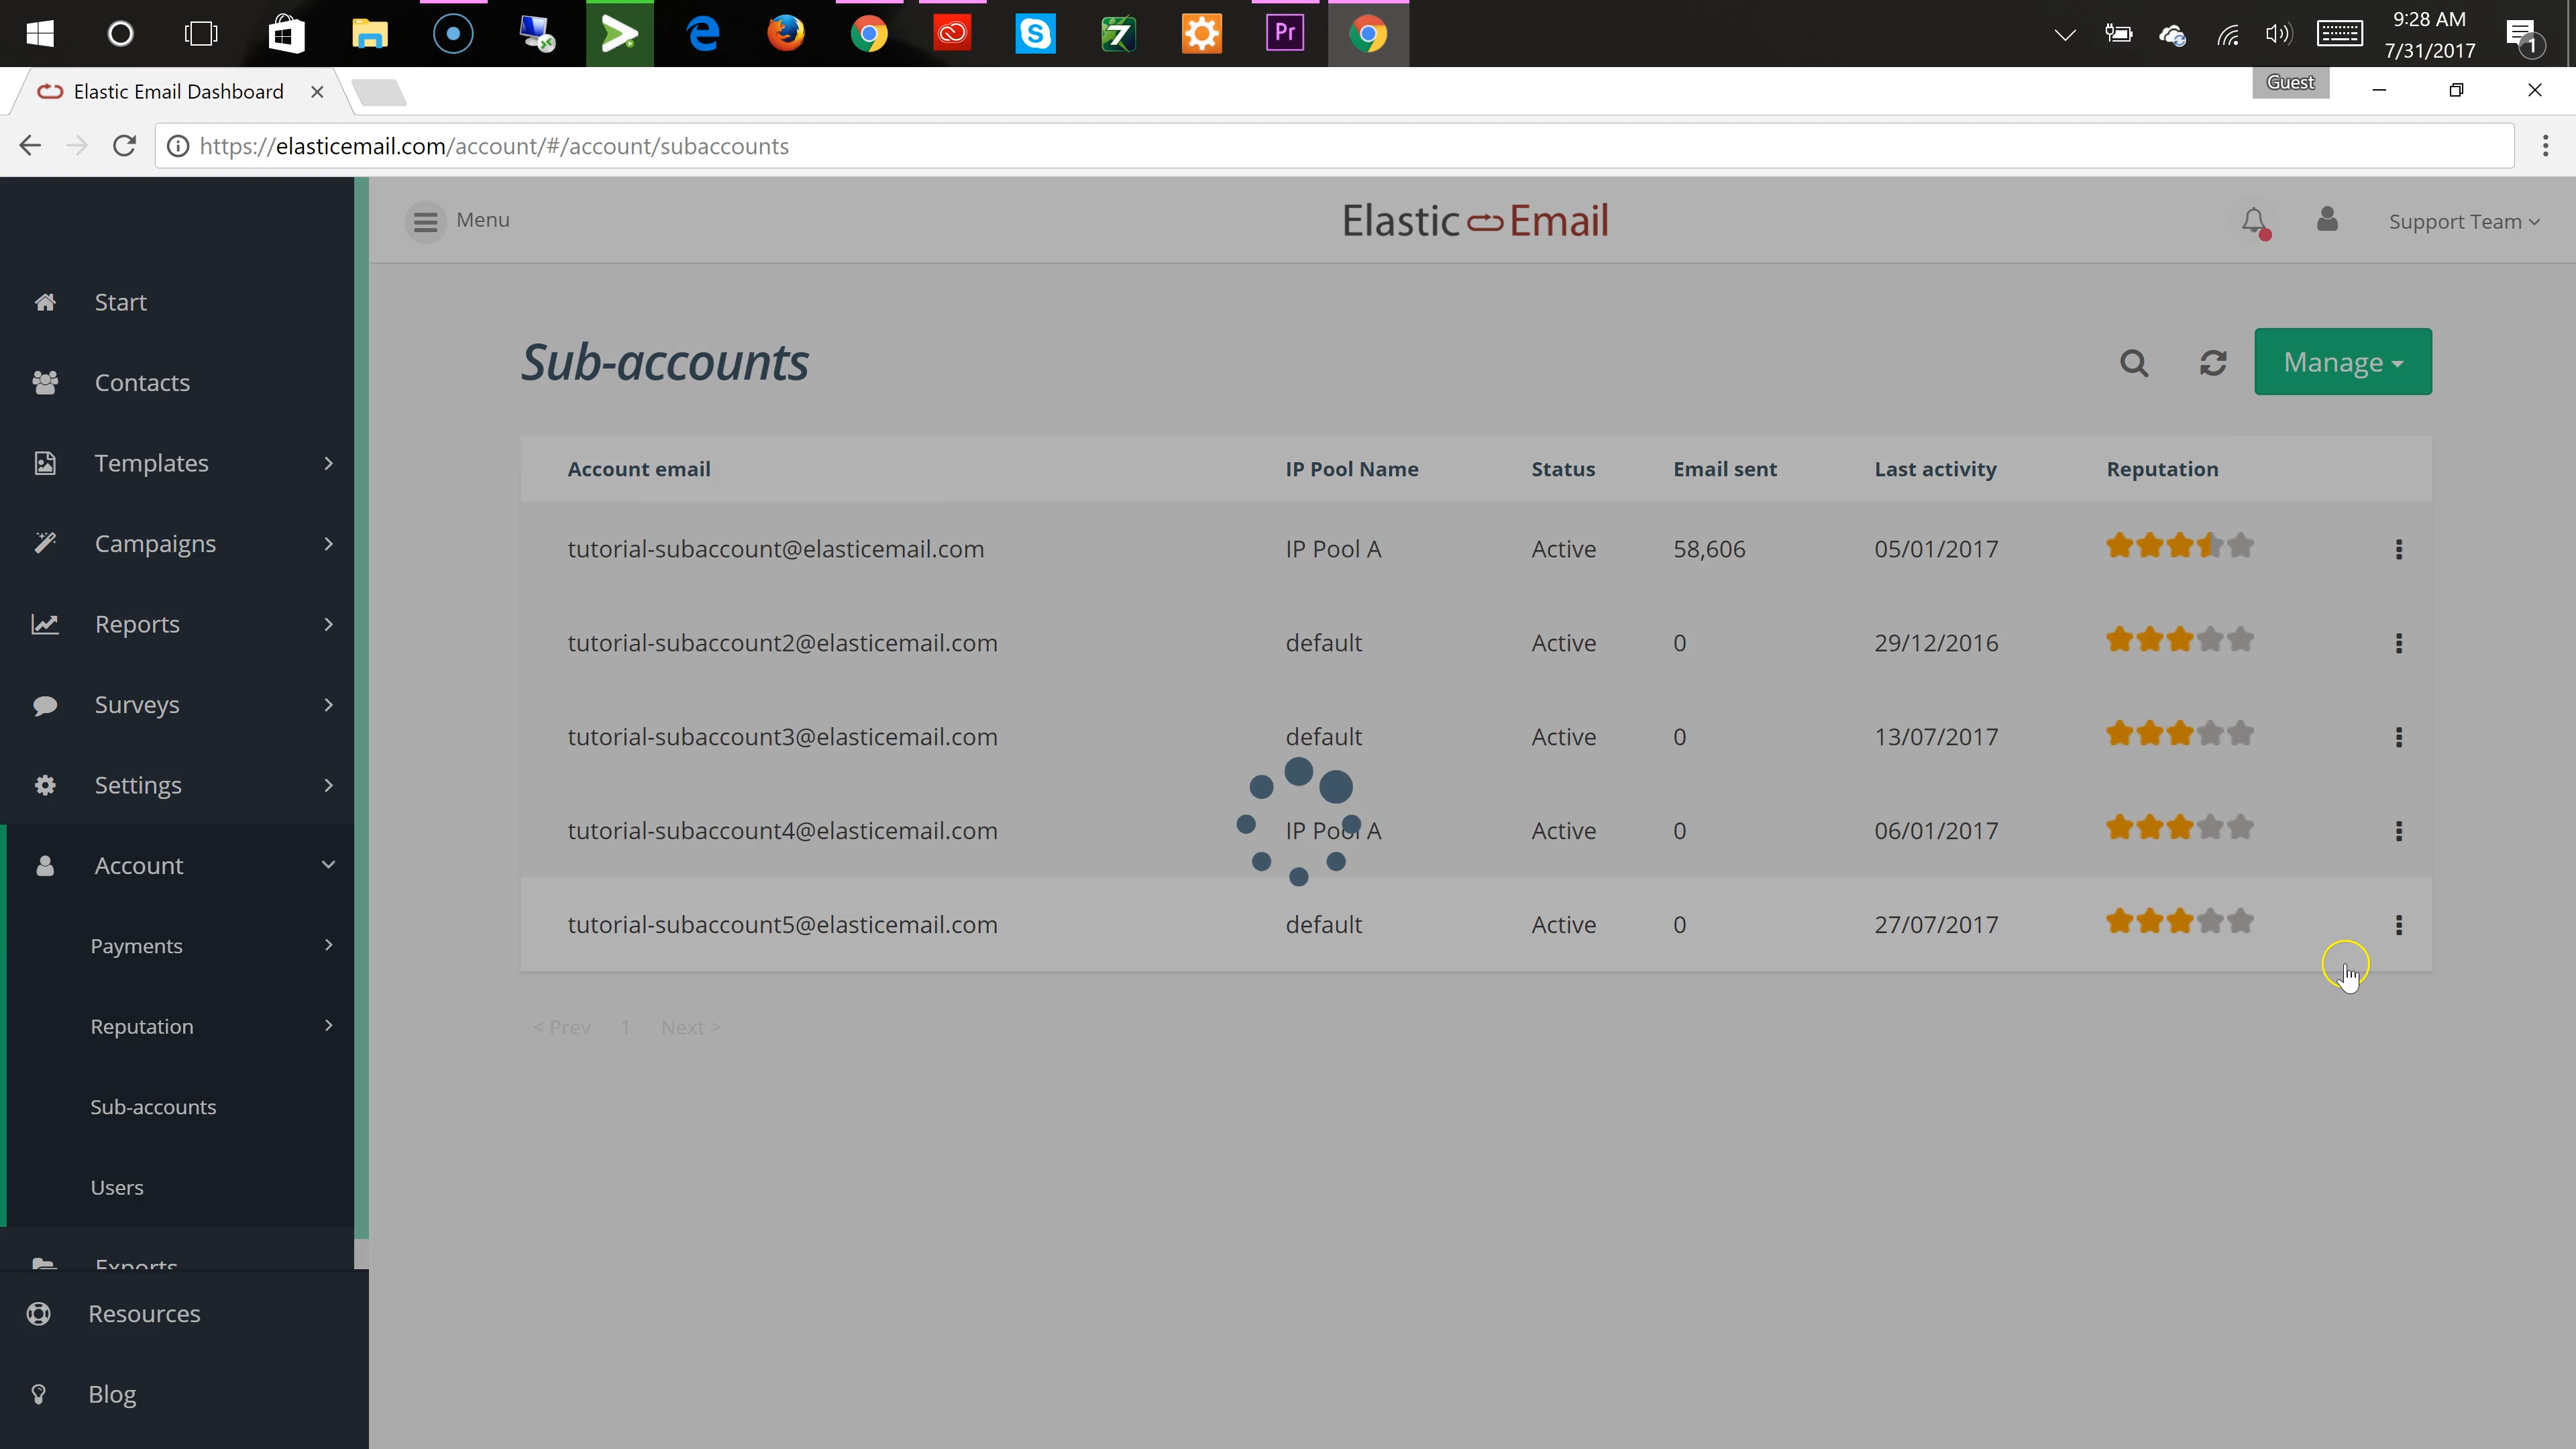 9:28 AM
7/31/2017
1
Pr
7
Elastic Email Dashboard
Guest
https://elasticemail.com/account/#/account/subaccounts
Menu
Elastic Email
Support Team
Start
Contacts
Templates
Campaigns
Reports
Surveys
Settings
Account
Payments
Reputation
Sub-accounts
Users
Exports
Resources
Blog
Sub-accounts
Manage
Account email IP Pool Name Status Email sent Last activity Reputation
tutorial-subaccount@elasticemail.com IP Pool A Active 58,606 05/01/2017
tutorial-subaccount2@elasticemail.com default Active 0 29/12/2016
tutorial-subaccount3@elasticemail.com default Active 0 13/07/2017
tutorial-subaccount4@elasticemail.com IP Pool A Active 0 06/01/2017
tutorial-subaccount5@elasticemail.com default Active 0 27/07/2017
< Prev 1 Next >